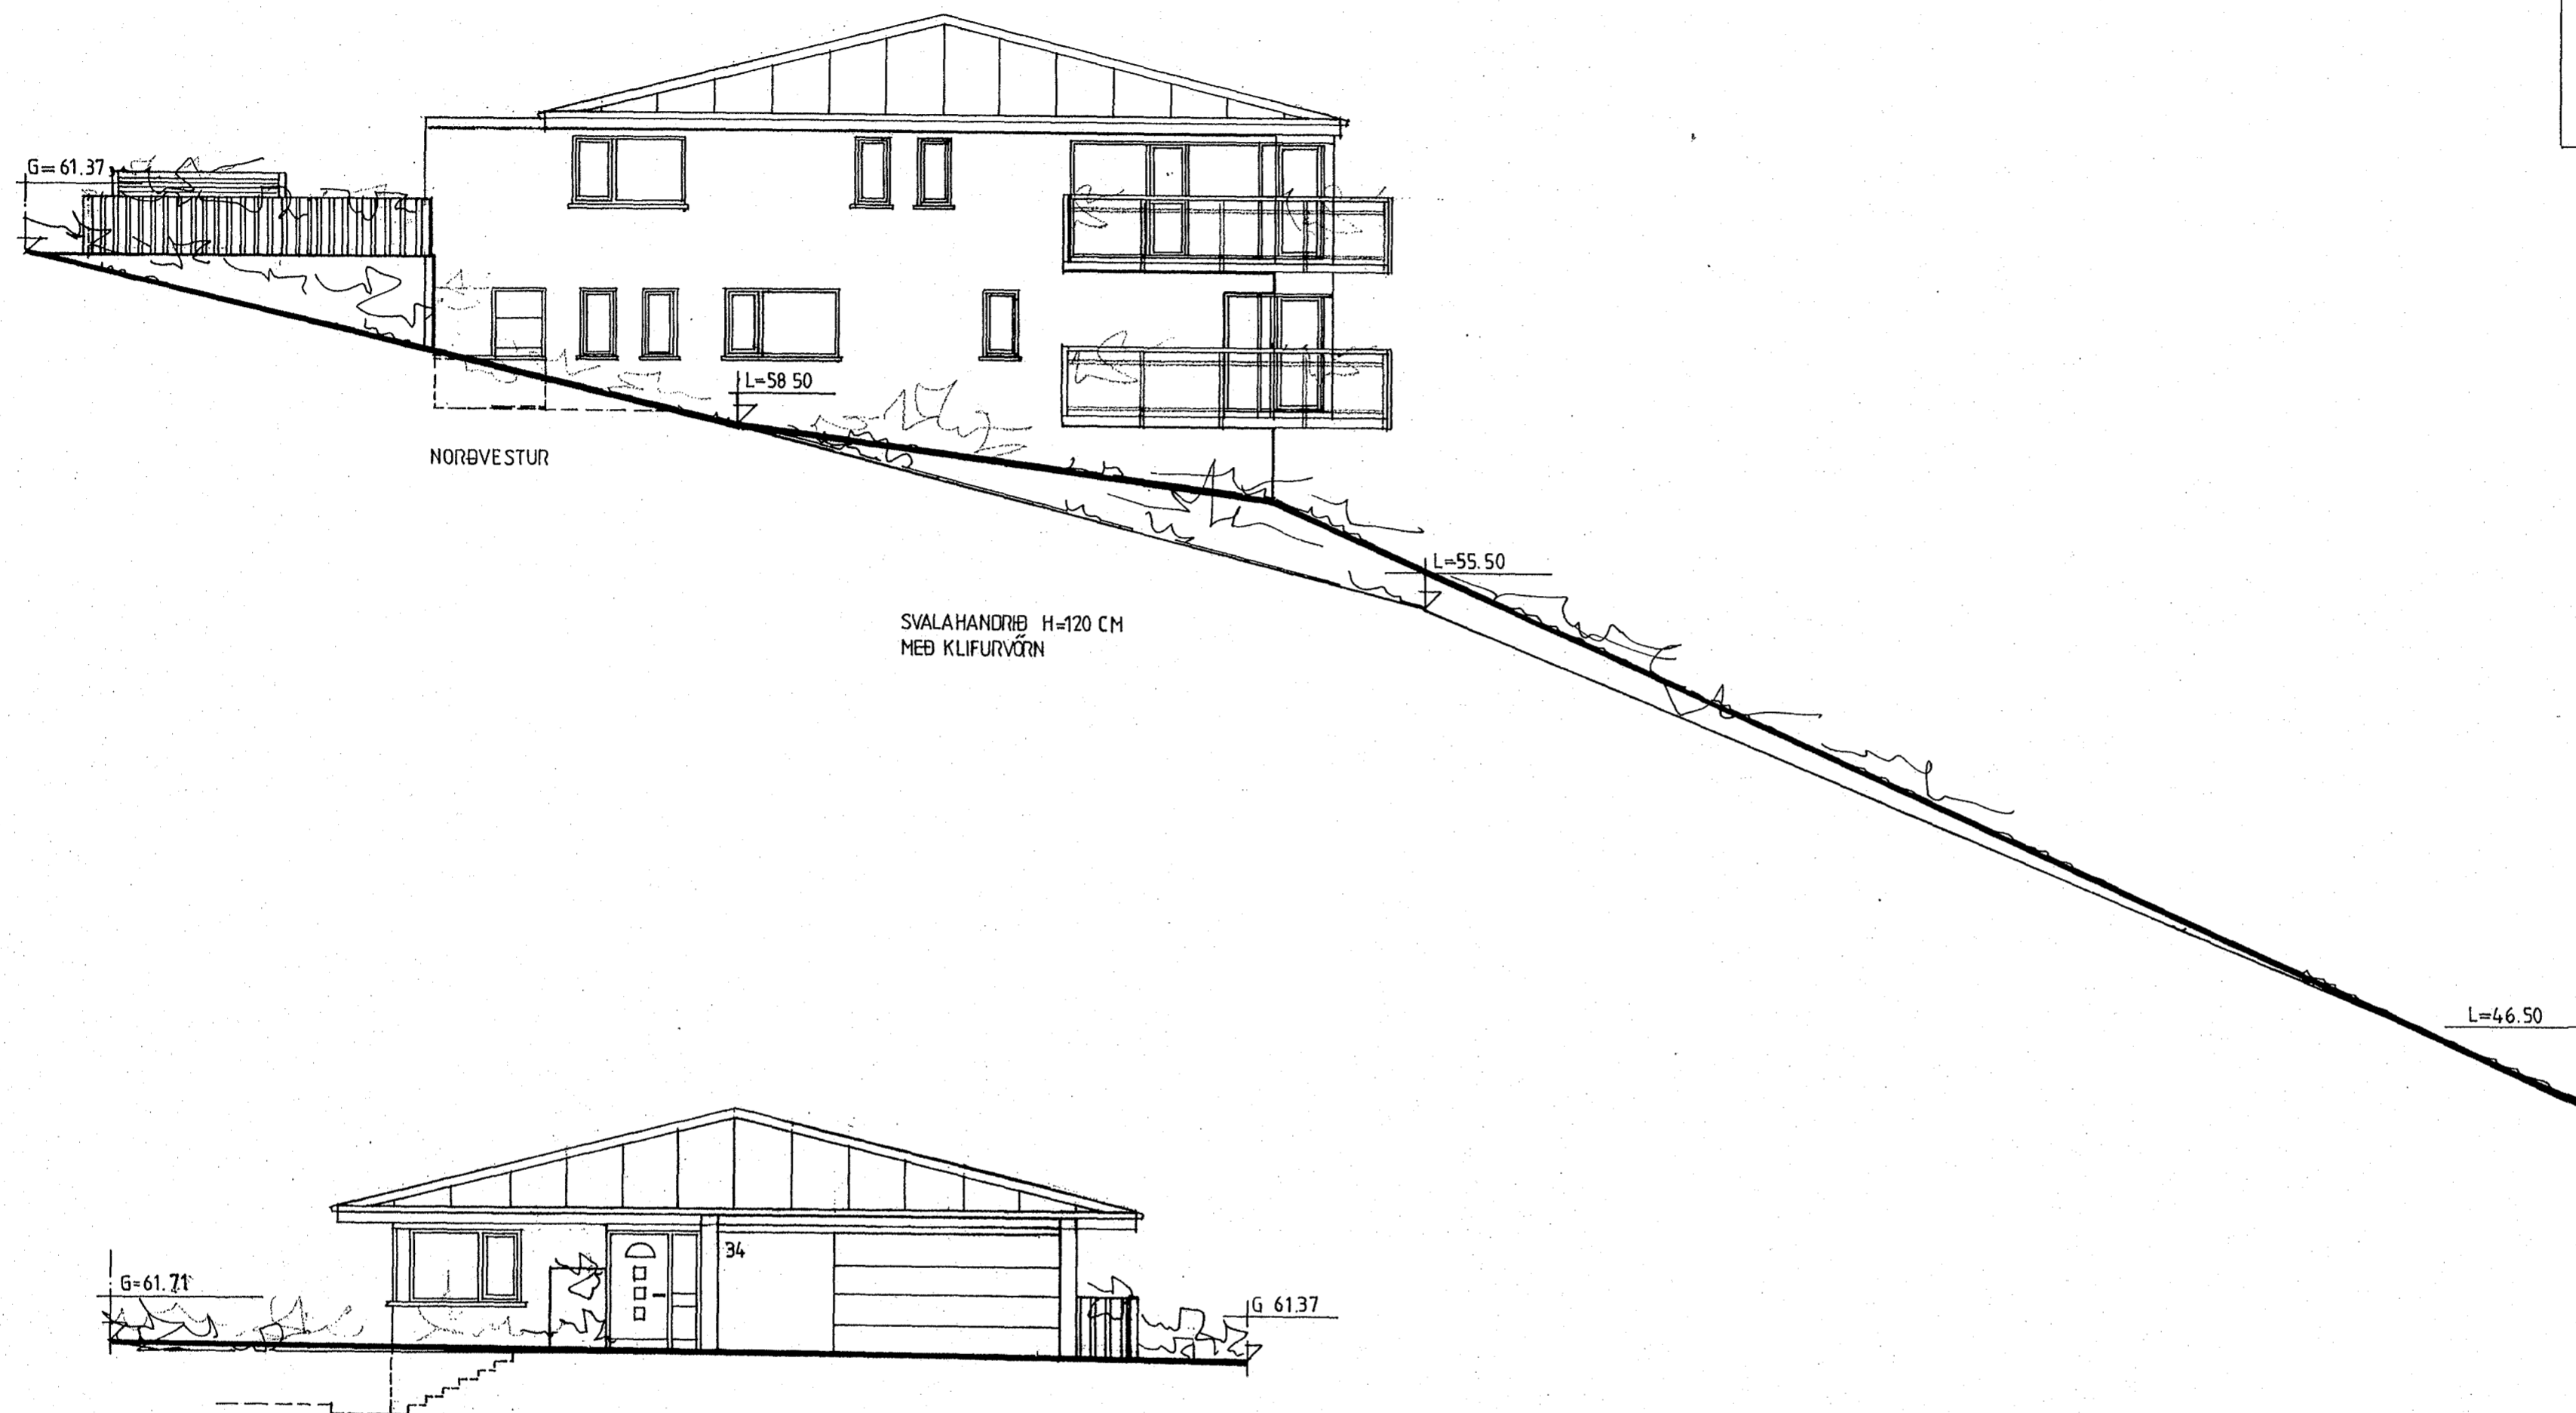 G=61.37
L=58 50
NORÐVESTUR
L=55.50
SVALAHANDRIÐ H=120 CM
MEÐ KLIFURVÖRN
L=46.50
34
G=61.71
G 61.37